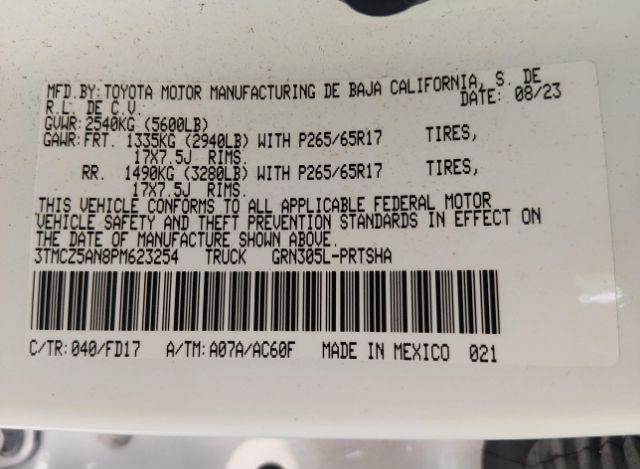 MFD.BY:TOYOTA MOTOR MANUFACTURING DE BAJA CALIFORNIA, S. DE
R.L. DE C.V. DATE: 08/23
GVWR:2540KG (5600LB)
GAWR:FRT. 1335KG (2940LB) WITH P265/65R17 TIRES,
17X7.5J RIMS.
RR. 1490KG (3280LB) WITH P265/65R17 TIRES,
17X7.5J RIMS.
THIS VEHICLE CONFORMS TO ALL APPLICABLE FEDERAL MOTOR
VEHICLE SAFETY AND THEFT PREVENTION STANDARDS IN EFFECT ON
THE DATE OF MANUFACTURE SHOWN ABOVE.
3TMCZ5AN8PM623254 TRUCK GRN305L-PRTSHA
C/TR:040/FD17 A/TM:A07A/AC60F MADE IN MEXICO 021